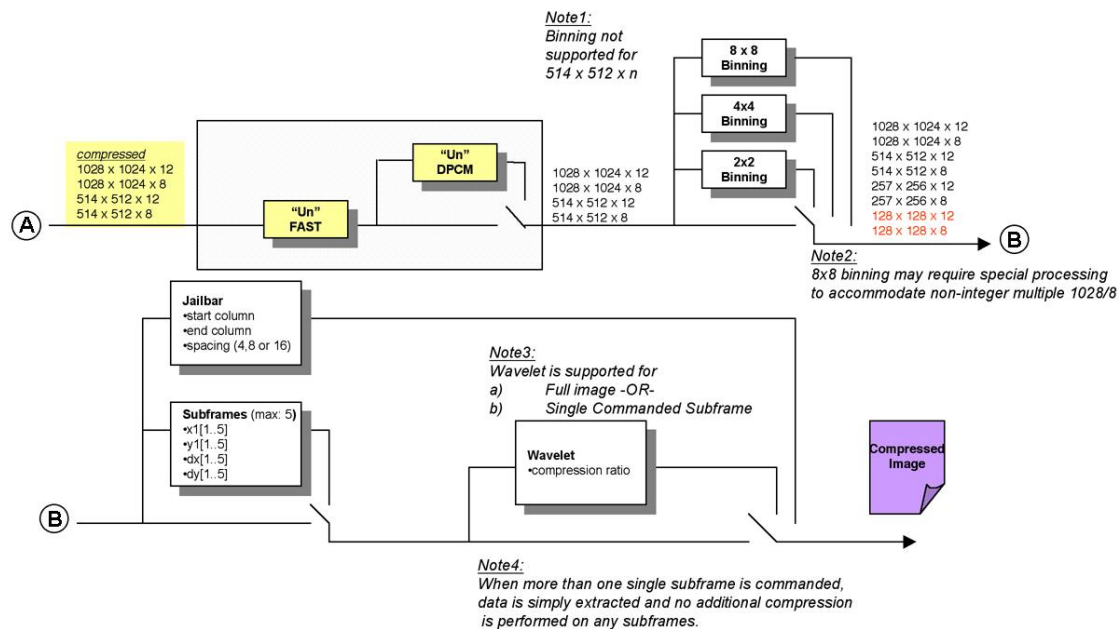 Note1:
Binning not
supported for
514 x 512 x n
8 x 8
Binning
4x4
Binning
2x2
Binning
compressed
1028 x 1024 x 12
1028 x 1024 x 8
514 x 512 x 12
514 x 512 x 8
A
"Un"
FAST
"Un"
DPCM
1028 x 1024 x 12
1028 x 1024 x 8
514 x 512 x 12
514 x 512 x 8
1028 x 1024 x 12
1028 x 1024 x 8
514 x 512 x 12
514 x 512 x 8
257 x 256 x 12
257 x 256 x 8
128 x 128 x 12
128 x 128 x 8
B
Note2:
8x8 binning may require special processing
to accommodate non-integer multiple 1028/8
Jailbar
•start column
•end column
•spacing (4,8 or 16)
Note3:
Wavelet is supported for
a) Full image -OR-
b) Single Commanded Subframe
Subframes (max: 5)
•x1[1..5]
•y1[1..5]
•dx[1..5]
•dy[1..5]
Wavelet
•compression ratio
Compressed
Image
B
Note4:
When more than one single subframe is commanded,
data is simply extracted and no additional compression
is performed on any subframes.